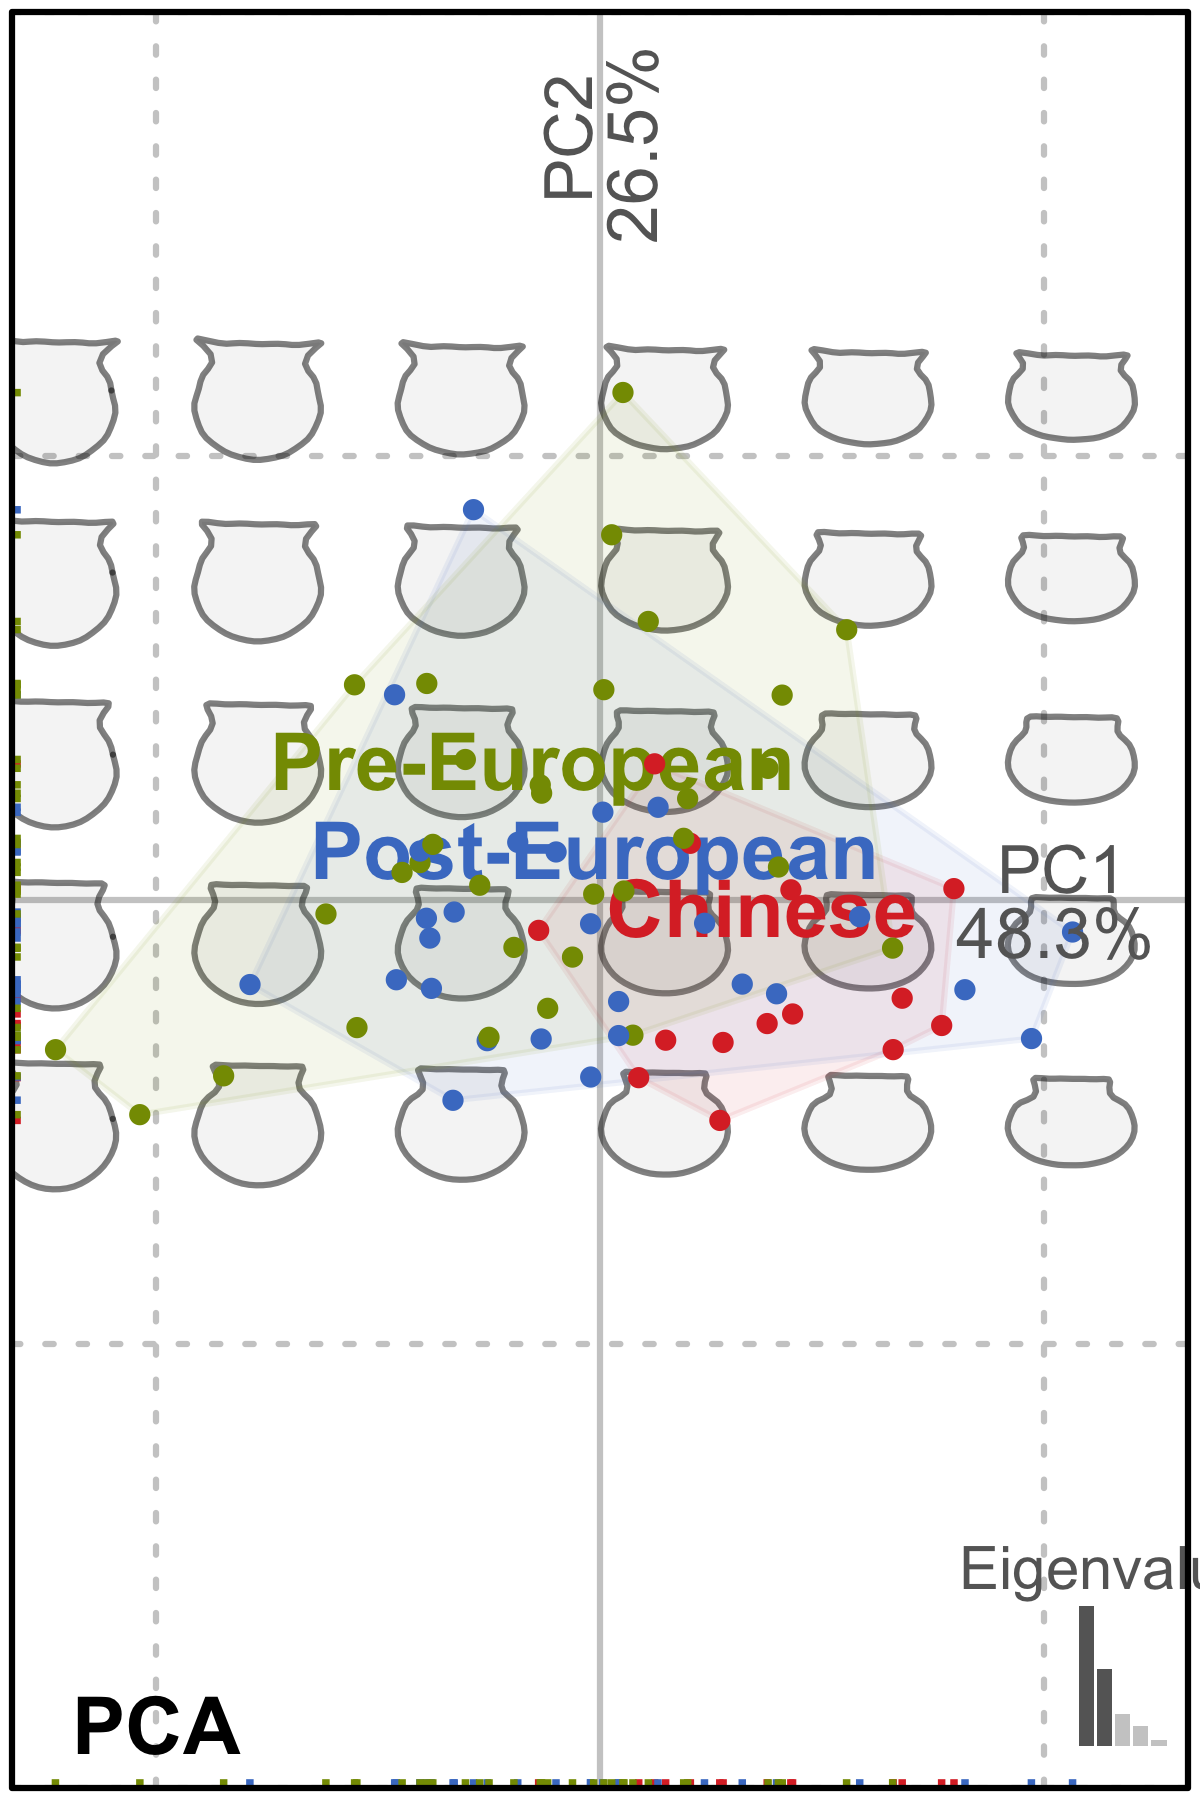 PC2
26.5%
Pre-European
Post-European
Chinese
PC1
48.3%
Eigenvalu
PCA